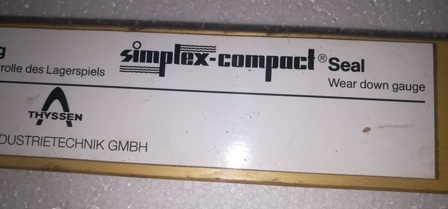 simplex-compact® Seal
rolle des Lagerspiels
Wear down gauge
THYSSEN
DUSTRIETECHNIK GMBH